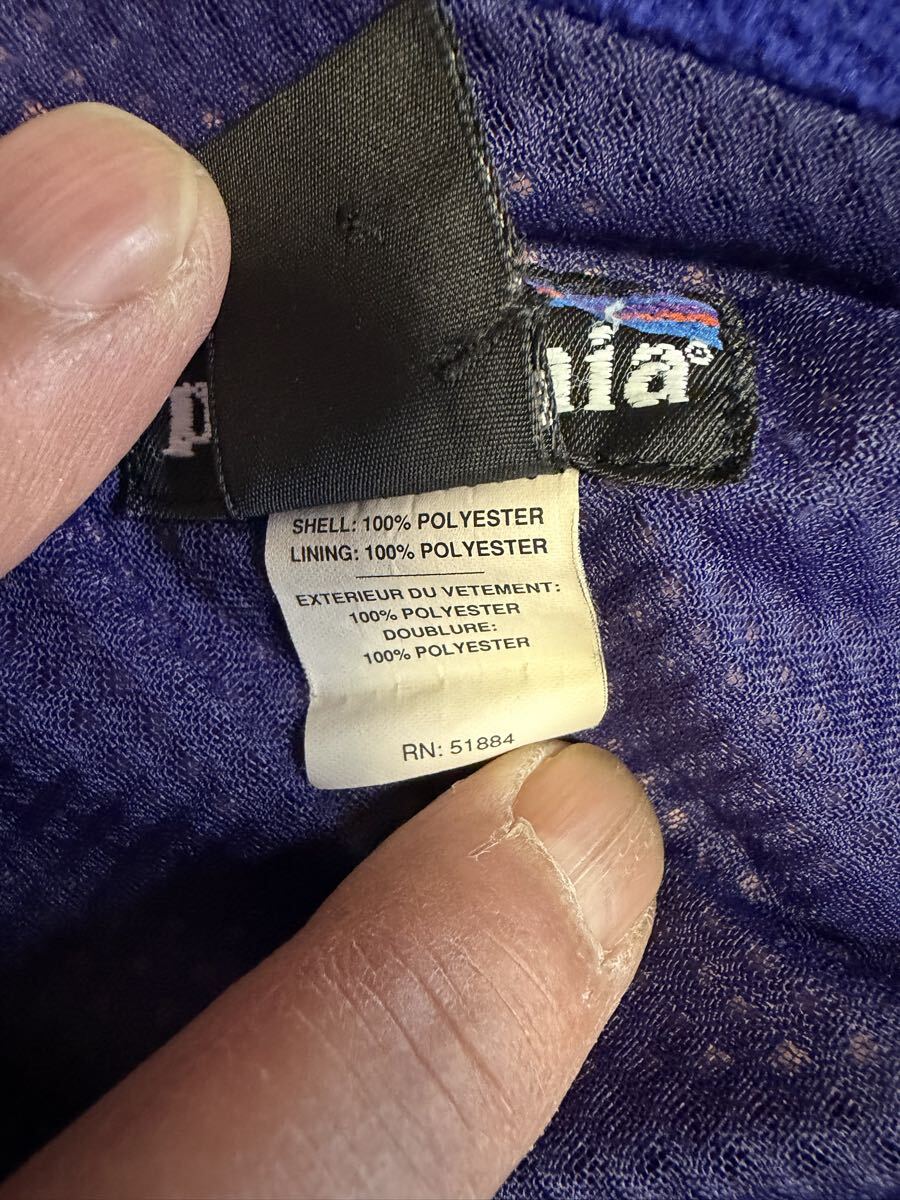 p
nia®
SHELL: 100% POLYESTER
LINING: 100% POLYESTER
EXTERIEUR DU VETEMENT:
100% POLYESTER
DOUBLURE:
100% POLYESTER
RN: 51884